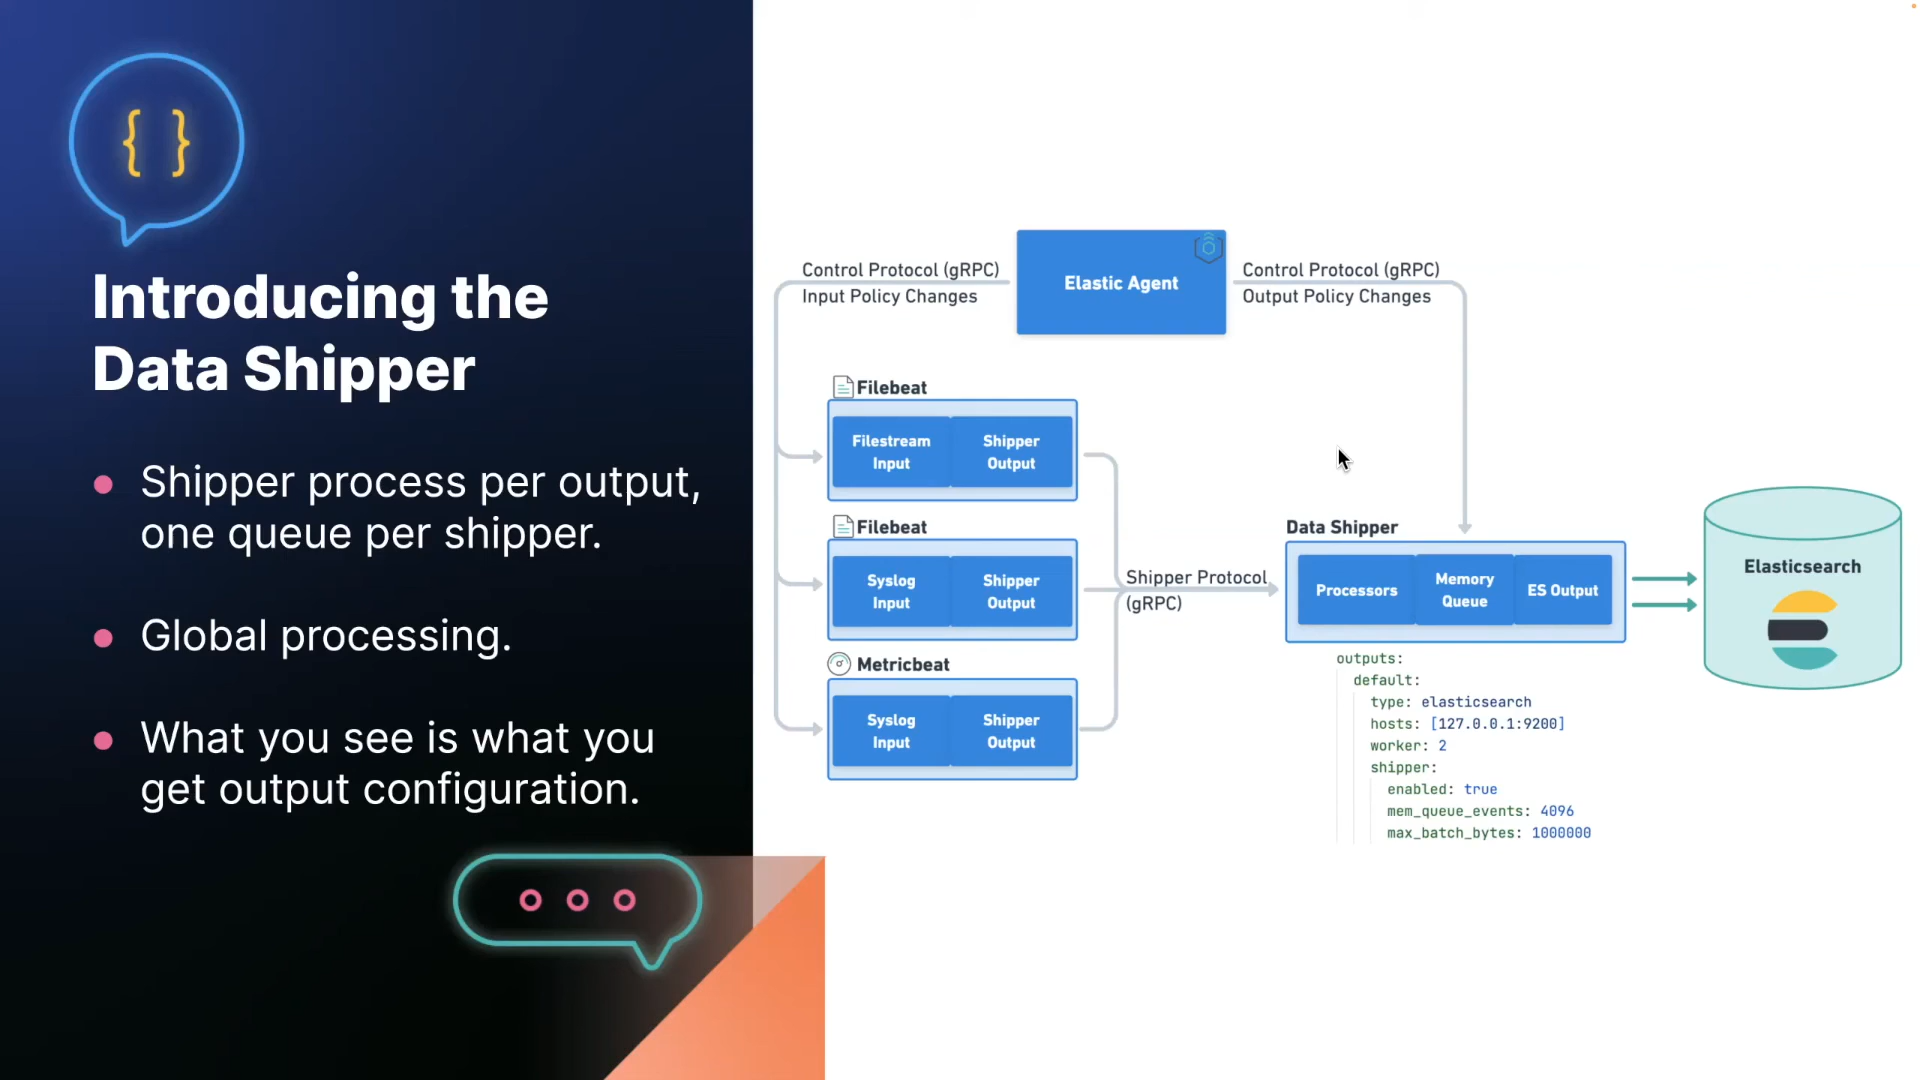 { }
Introducing the
Data Shipper
Shipper process per output,
one queue per shipper.
Global processing.
What you see is what you
get output configuration.
Control Protocol (gRPC)
Input Policy Changes
Elastic Agent
Control Protocol (gRPC)
Output Policy Changes
Filebeat
Filestream
Input
Shipper
Output
Filebeat
Syslog
Input
Shipper
Output
Metricbeat
Syslog
Input
Shipper
Output
Shipper Protocol
(gRPC)
Data Shipper
Processors
Memory
Queue
ES Output
Elasticsearch
outputs:
default:
type: elasticsearch
hosts: [127.0.0.1:9200]
worker: 2
shipper:
enabled: true
mem_queue_events: 4096
max_batch_bytes: 1000000